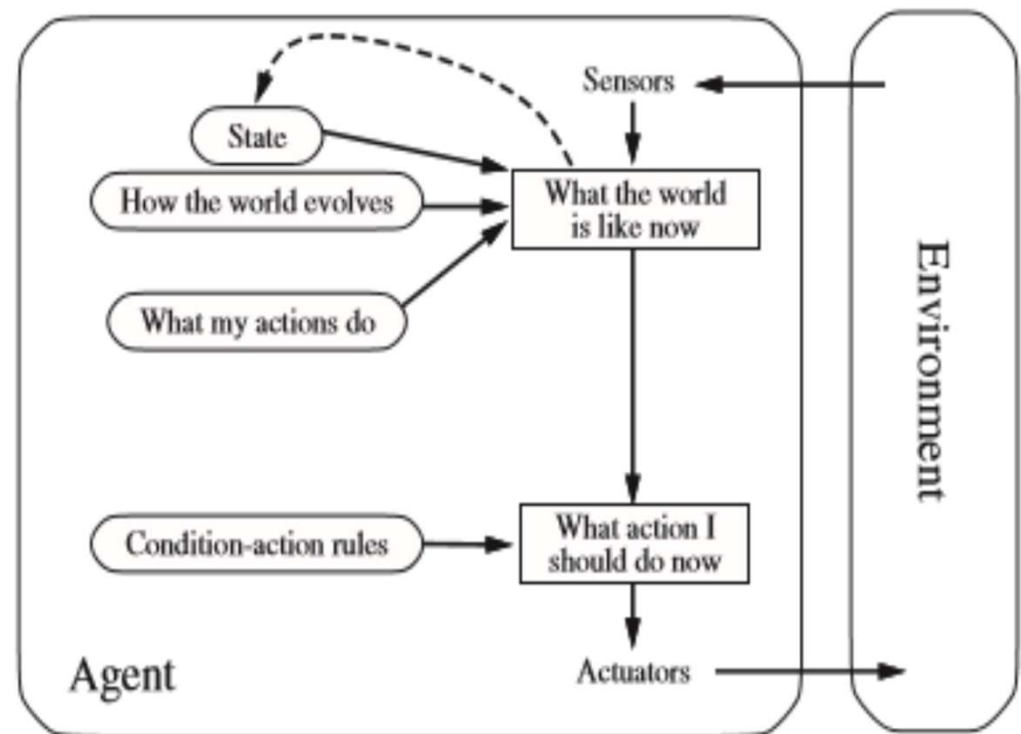 Sensors
State
How the world evolves
What the world
is like now
What my actions do
Environment
Condition-action rules
What action I
should do now
Agent
Actuators